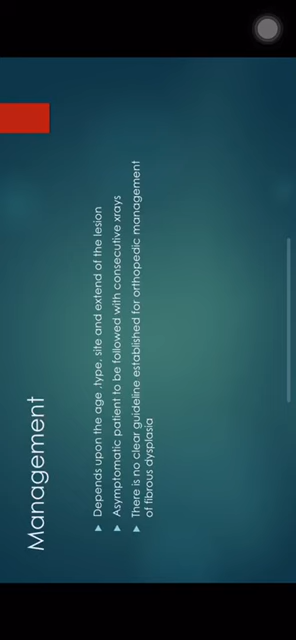 Management
Depends upon the age ,type, site and extend of the lesion
Asymptomatic patient to be followed with consecutive xrays
There is no clear guideline established for orthopedic management
of fibrous dysplasia